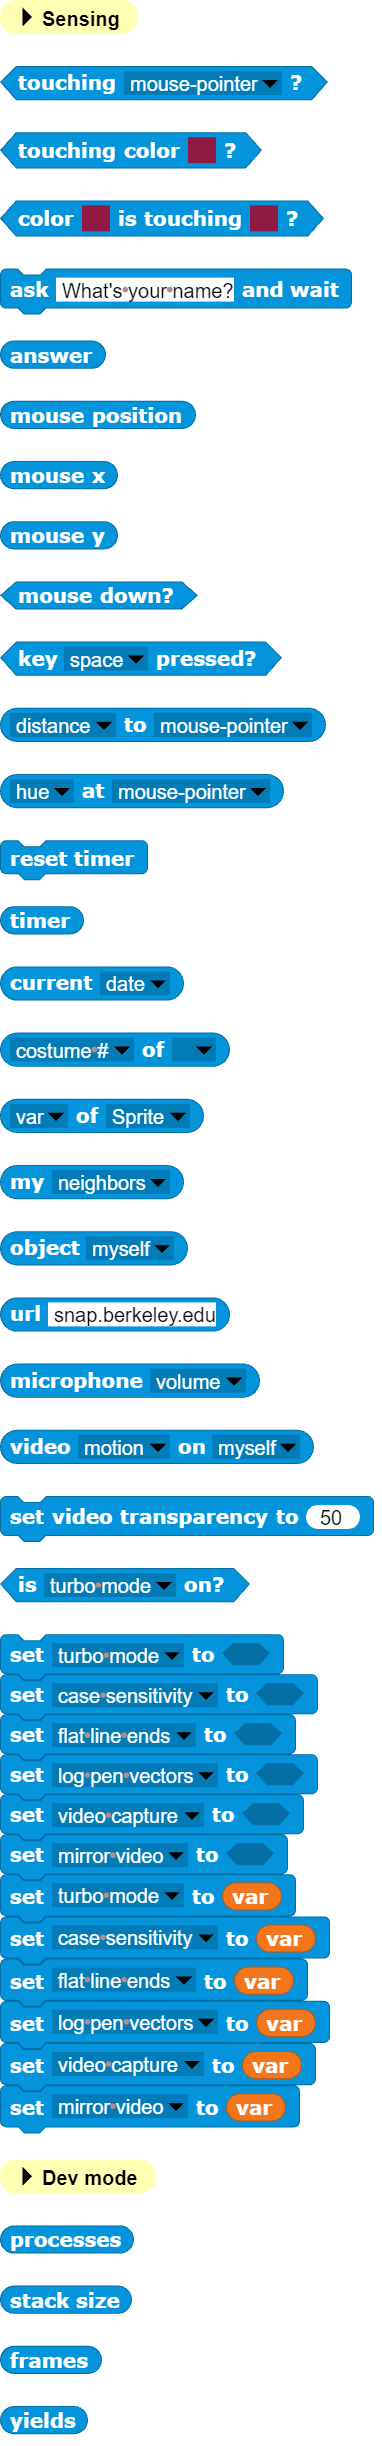 Sensing
touching mouse-pointer ?
touching color ?
color is touching ?
ask What's your name? and wait
answer
mouse position
mouse x
mouse y
mouse down?
key space pressed?
distance to mouse-pointer
hue at mouse-pointer
reset timer
timer
current date
costume # of
var of Sprite
my neighbors
object myself
url snap.berkeley.edu
microphone volume
video motion on myself
set video transparency to 50
is turbo mode on?
set turbo mode to
set case sensitivity to
set flat line ends to
set log pen vectors to
set video capture to
set mirror video to
set turbo mode to var
set case sensitivity to var
set flat line ends to var
set log pen vectors to var
set video capture to var
set mirror video to var
Dev mode
processes
stack size
frames
yields